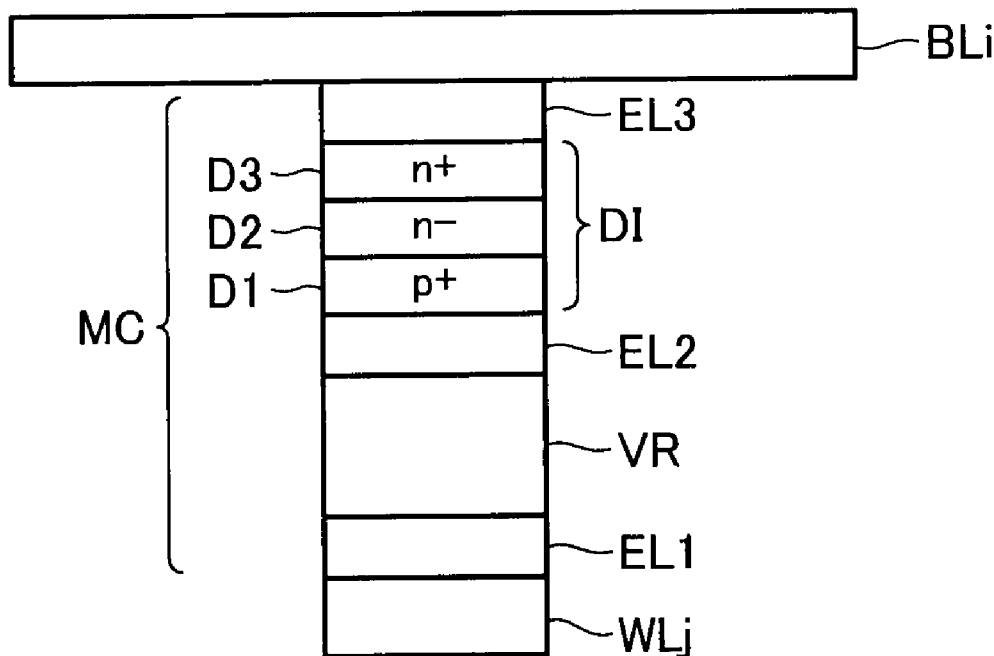 BLi
EL3
D3 n+
D2 n− DI
D1 p+
MC
EL2
VR
EL1
WLj